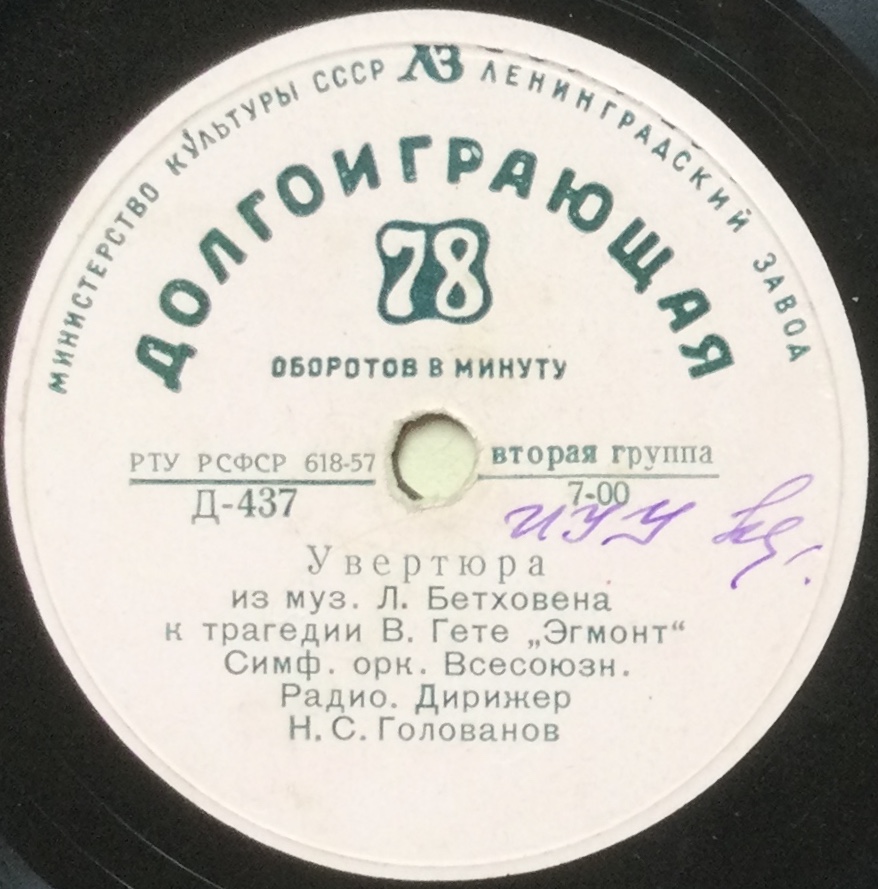 МИНИСТЕРСТВО КУЛЬТУРЫ СССР ЛЗ ЛЕНИНГРАДСКИЙ ЗАВОД
ДОЛГОИГРАЮЩАЯ
78
ОБОРОТОВ В МИНУТУ
РТУ РСФСР 618-57 вторая группа
Д-437 7-00
Увертюра
из муз. Л. Бетховена
к трагедии В. Гете „Эгмонт“
Симф. орк. Всесоюзн.
Радио. Дирижер
Н. С. Голованов